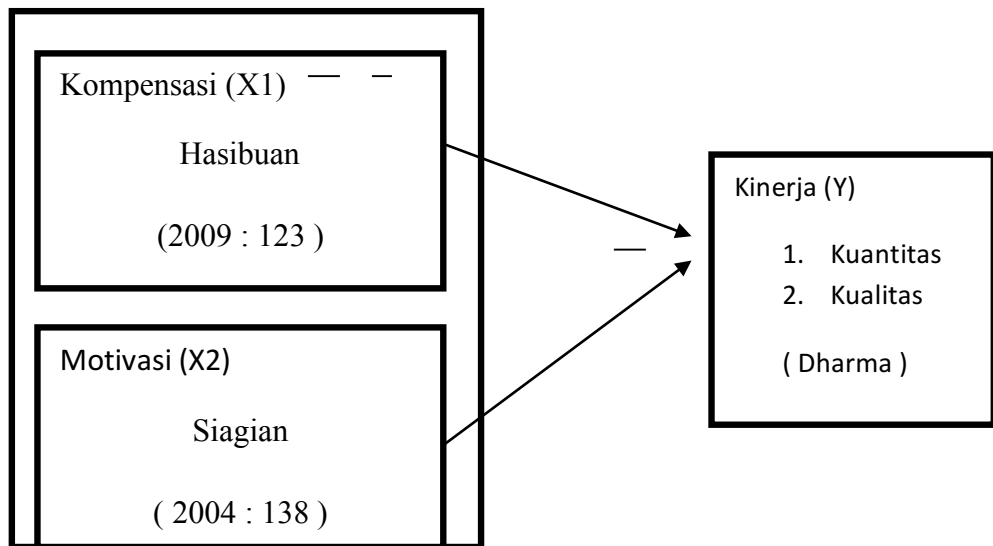 Kompensasi (X1)
Hasibuan
(2009 : 123 )
Motivasi (X2)
Siagian
( 2004 : 138 )
Kinerja (Y)
1. Kuantitas
2. Kualitas
( Dharma )